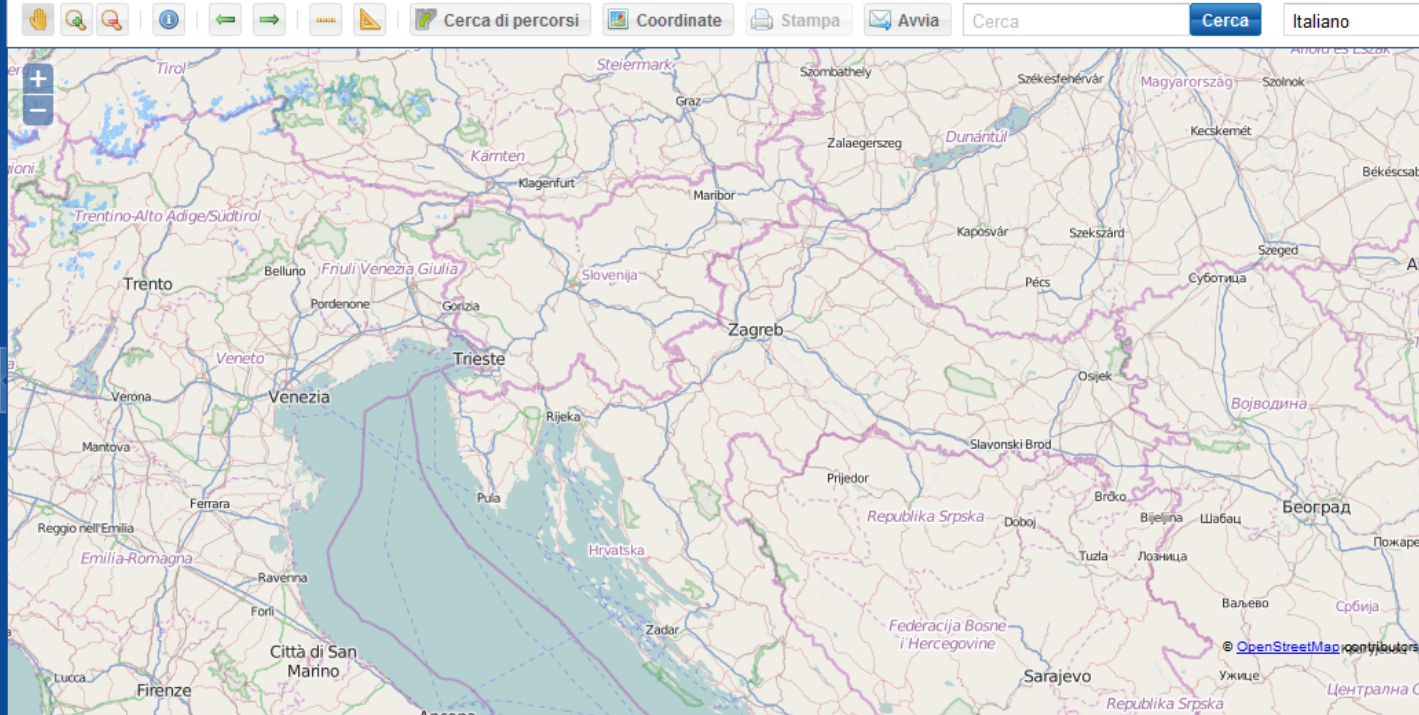 Cerca di percorsi Coordinate Stampa Avvia Cerca Cerca Italiano
Tirol
Steiermark
Szombathely
Székesfehérvár
Magyarország
Szolnok
Graz
Kecskemét
Dunántúl
Zalaegerszeg
Kärnten
Klagenfurt
Maribor
Trentino-Alto Adige/Südtirol
Kaposvár
Szekszárd
Szeged
Belluno
Friuli Venezia Giulia
Slovenija
Trento
Pécs
Суботица
Pordenone
Gorizia
Zagreb
Veneto
Trieste
Osijek
Verona
Venezia
Војводина
Rijeka
Mantova
Slavonski Brod
Prijedor
Ferrara
Pula
Brčko
Београд
Reggio nell'Emilia
Republika Srpska
Doboj
Bijeljina
Шабац
Emilia-Romagna
Hrvatska
Tuzla
Лозница
Ravenna
Forlì
Ваљево
Србија
Zadar
Federacija Bosne
i Hercegovine
Città di San
Marino
© OpenStreetMap contributors
Lucca
Firenze
Sarajevo
Ужице
Republika Srpska